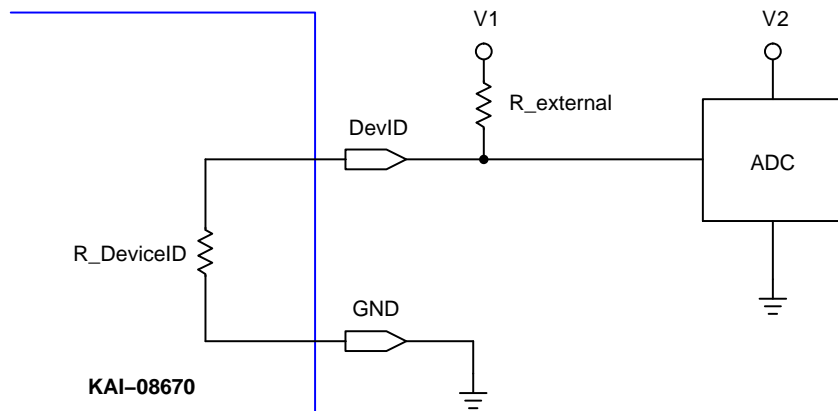 V1
V2
R_external
DevID
ADC
R_DeviceID
GND
KAI–08670